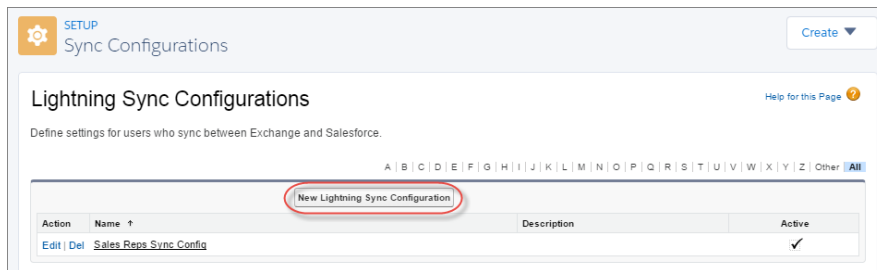 SETUP
Sync Configurations
Create
Lightning Sync Configurations
Help for this Page ?
Define settings for users who sync between Exchange and Salesforce.
A | B | C | D | E | F | G | H | I | J | K | L | M | N | O | P | Q | R | S | T | U | V | W | X | Y | Z | Other | All
New Lightning Sync Configuration
Action Name ↑ Description Active
Edit | Del Sales Reps Sync Config ✓